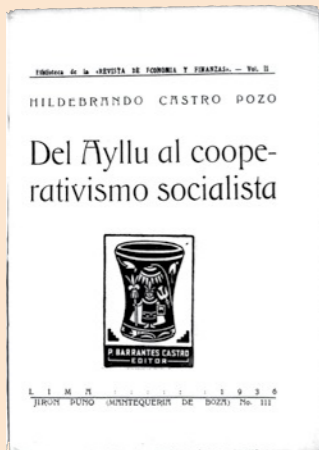 Biblioteca de la «REVISTA DE ECONOMIA Y FINANZAS». — Vol. II
HILDEBRANDO CASTRO POZO
Del Ayllu al coope-
rativismo socialista
P. BARRANTES CASTRO
EDITOR
LIMA : : : : : : 1936
JIRON PUNO (MANTEQUERIA DE BOZA) No. 111